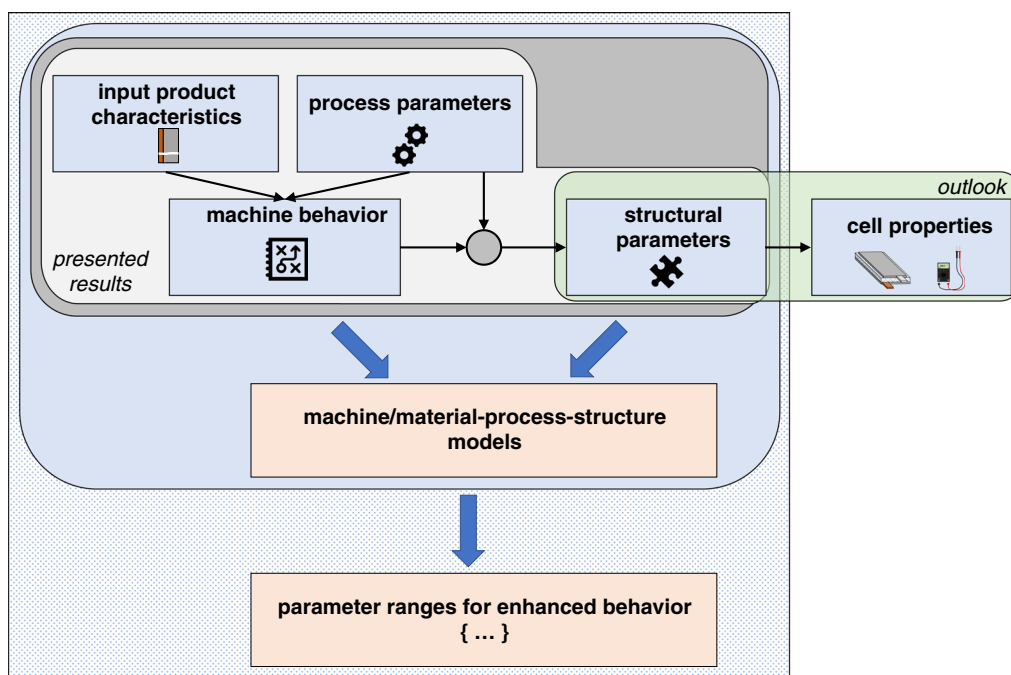 input product
characteristics
process parameters
machine behavior
presented
results
structural
parameters
outlook
cell properties
machine/material-process-structure
models
parameter ranges for enhanced behavior
{ ... }